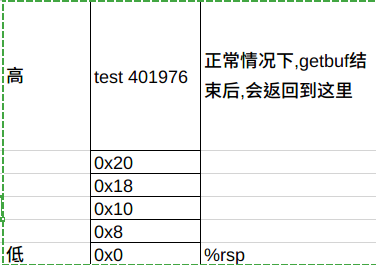 高
test 401976
正常情况下,getbuf结
束后,会返回到这里
0x20
0x18
0x10
0x8
低
0x0
%rsp